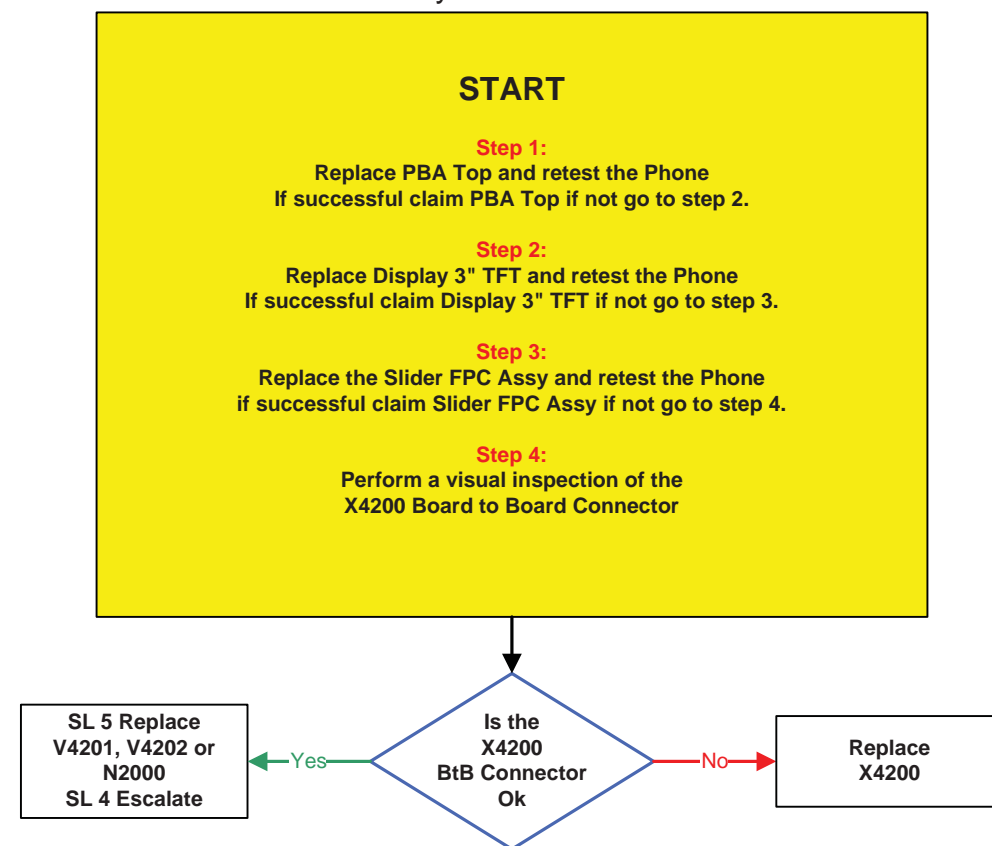 START
Step 1:
Replace PBA Top and retest the Phone
If successful claim PBA Top if not go to step 2.
Step 2:
Replace Display 3" TFT and retest the Phone
If successful claim Display 3" TFT if not go to step 3.
Step 3:
Replace the Slider FPC Assy and retest the Phone
if successful claim Slider FPC Assy if not go to step 4.
Step 4:
Perform a visual inspection of the
X4200 Board to Board Connector
SL 5 Replace
V4201, V4202 or
N2000
SL 4 Escalate
Yes
Is the
X4200
BtB Connector
Ok
No
Replace
X4200